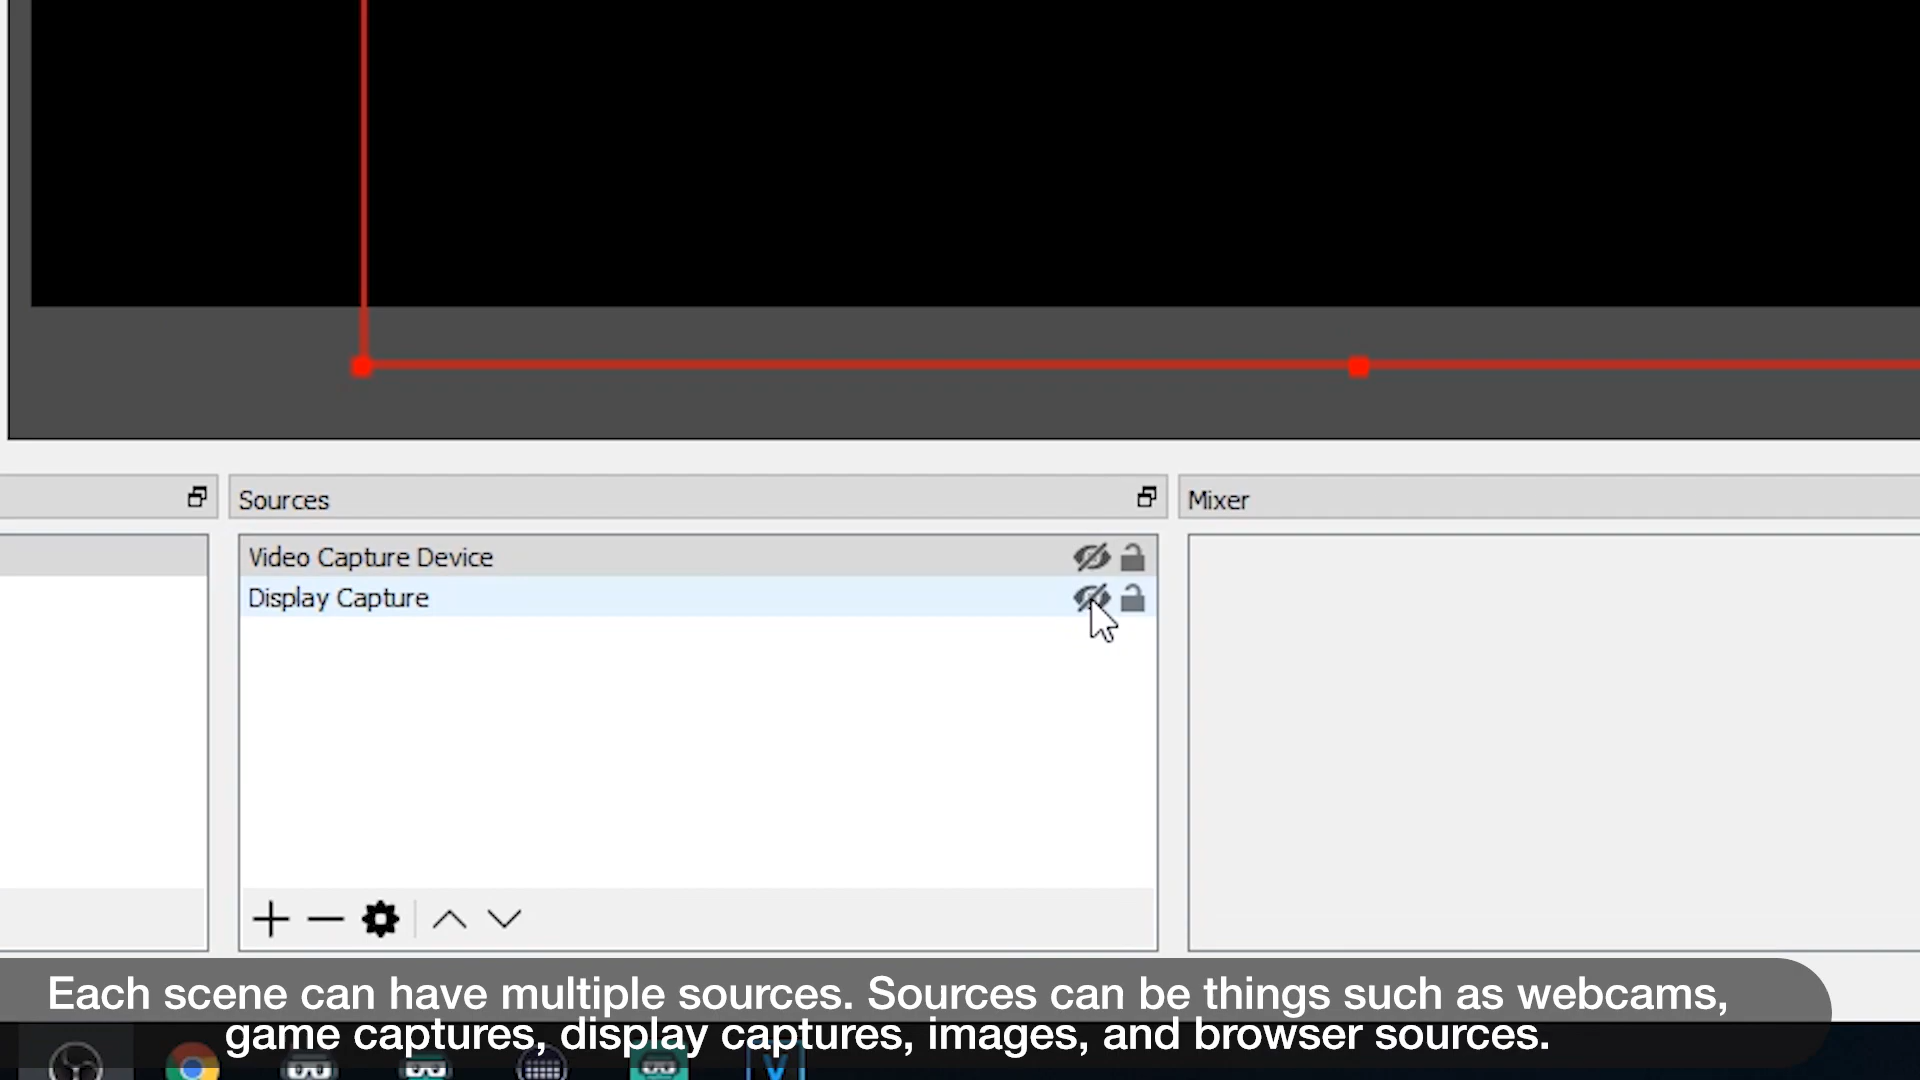 Sources
Mixer
Video Capture Device
Display Capture
Each scene can have multiple sources. Sources can be things such as webcams,
game captures, display captures, images, and browser sources.